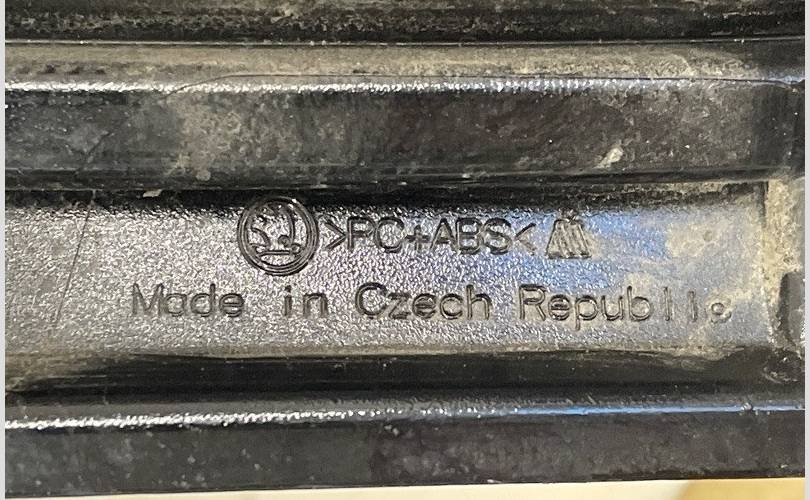 >PC+ABS<
Made in Czech Republic